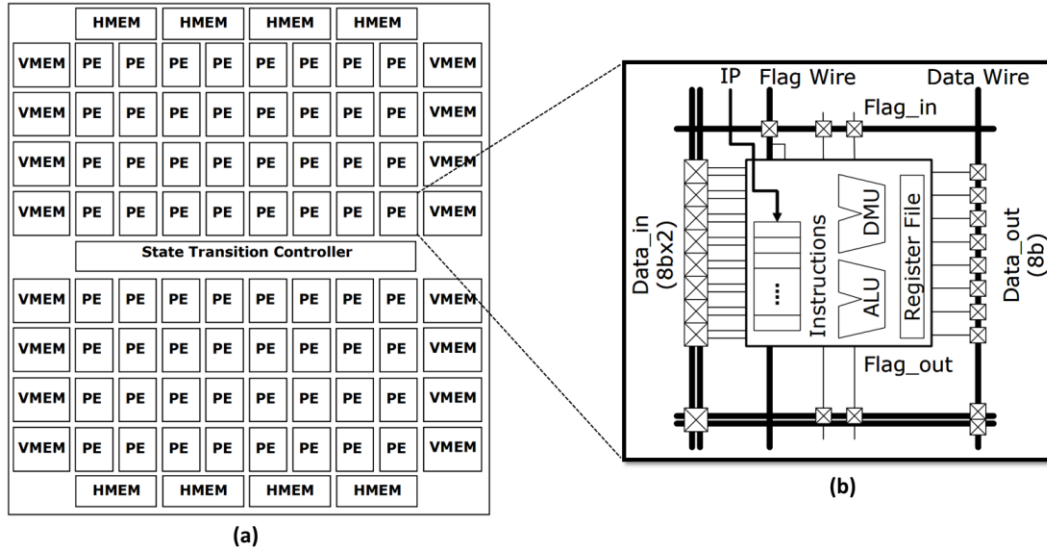 HMEM HMEM HMEM HMEM
VMEM PE PE PE PE PE PE PE PE VMEM
VMEM PE PE PE PE PE PE PE PE VMEM
VMEM PE PE PE PE PE PE PE PE VMEM
VMEM PE PE PE PE PE PE PE PE VMEM
State Transition Controller
VMEM PE PE PE PE PE PE PE PE VMEM
VMEM PE PE PE PE PE PE PE PE VMEM
VMEM PE PE PE PE PE PE PE PE VMEM
VMEM PE PE PE PE PE PE PE PE VMEM
HMEM HMEM HMEM HMEM
(a)
IP Flag Wire Data Wire
Flag_in
Data_in
(8bx2)
....
Instructions
DMU
ALU
Register File
Data_out
(8b)
Flag_out
(b)